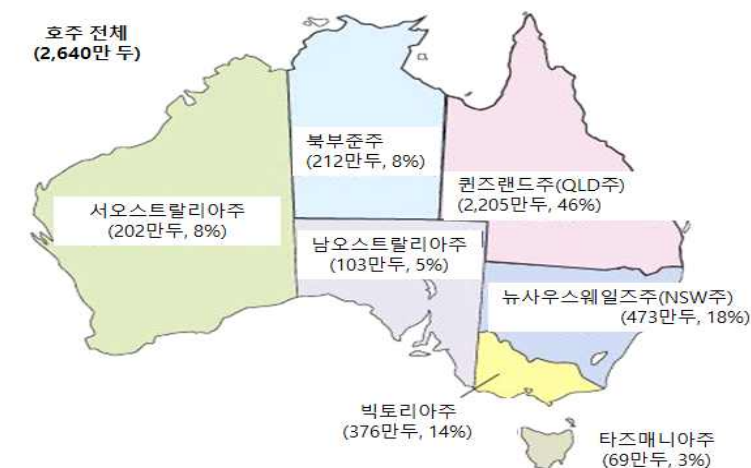 호주 전체
(2,640만 두)
북부준주
(212만두, 8%)
퀸즈랜드주(QLD주)
(2,205만두, 46%)
서오스트랄리아주
(202만두, 8%)
남오스트랄리아주
(103만두, 5%)
뉴사우스웨일즈주(NSW주)
(473만두, 18%)
빅토리아주
(376만두, 14%)
타즈매니아주
(69만두, 3%)